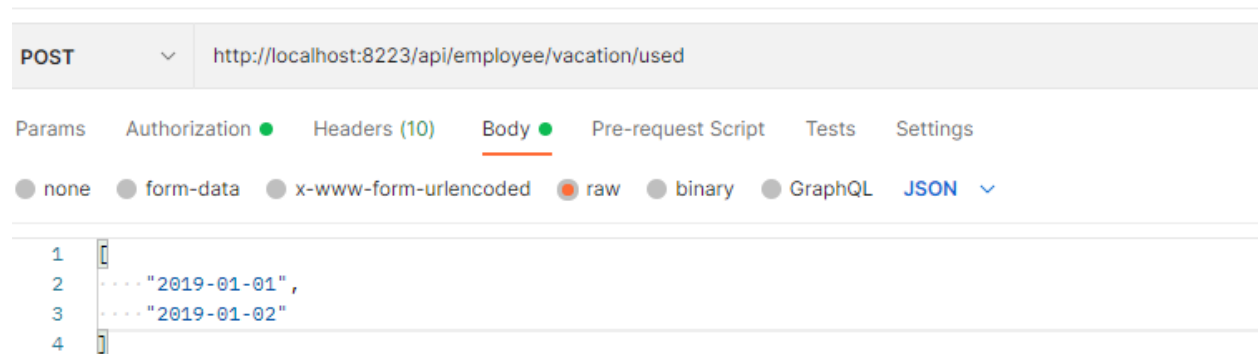 POST http://localhost:8223/api/employee/vacation/used
Params Authorization Headers (10) Body Pre-request Script Tests Settings
none form-data x-www-form-urlencoded raw binary GraphQL JSON
1 [
2 "2019-01-01",
3 "2019-01-02"
4 ]